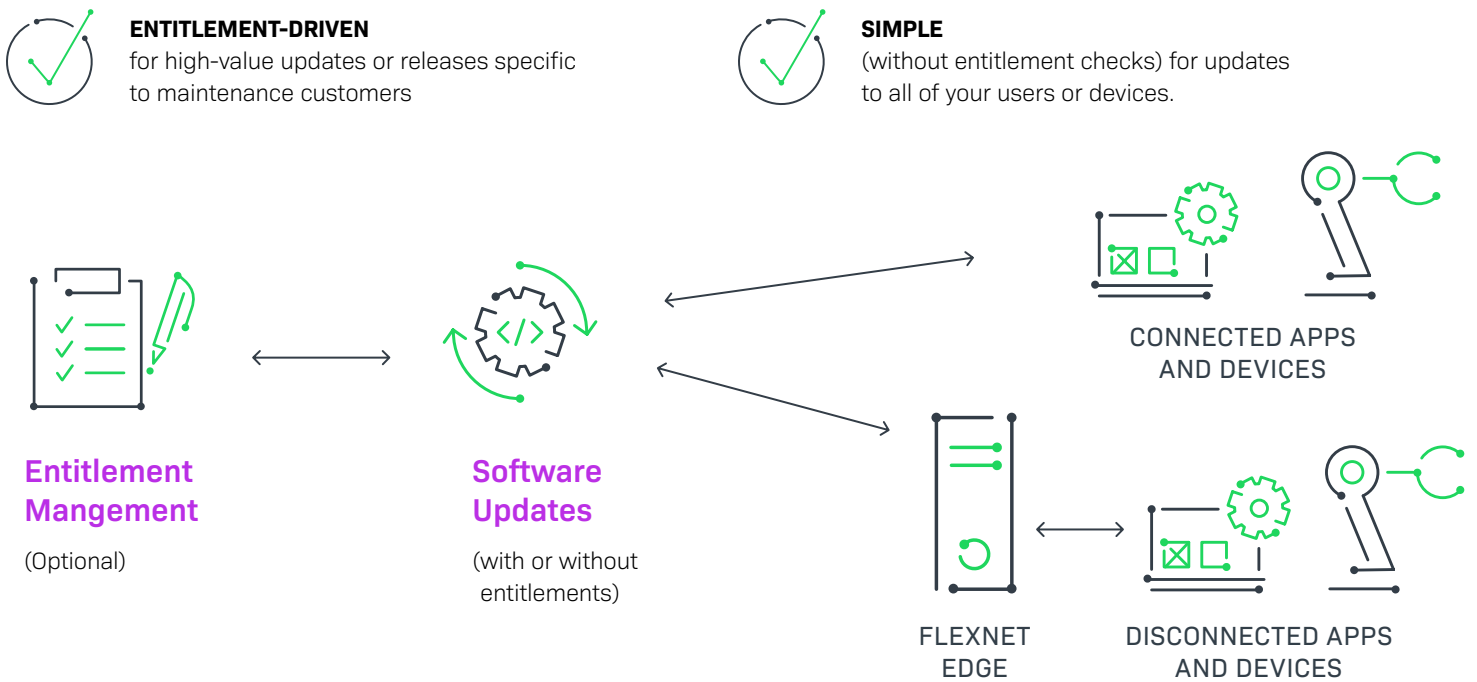 ENTITLEMENT-DRIVEN
for high-value updates or releases specific
to maintenance customers
SIMPLE
(without entitlement checks) for updates
to all of your users or devices.
</>
CONNECTED APPS
AND DEVICES
Entitlement
Mangement
(Optional)
Software
Updates
(with or without
entitlements)
FLEXNET
EDGE
DISCONNECTED APPS
AND DEVICES